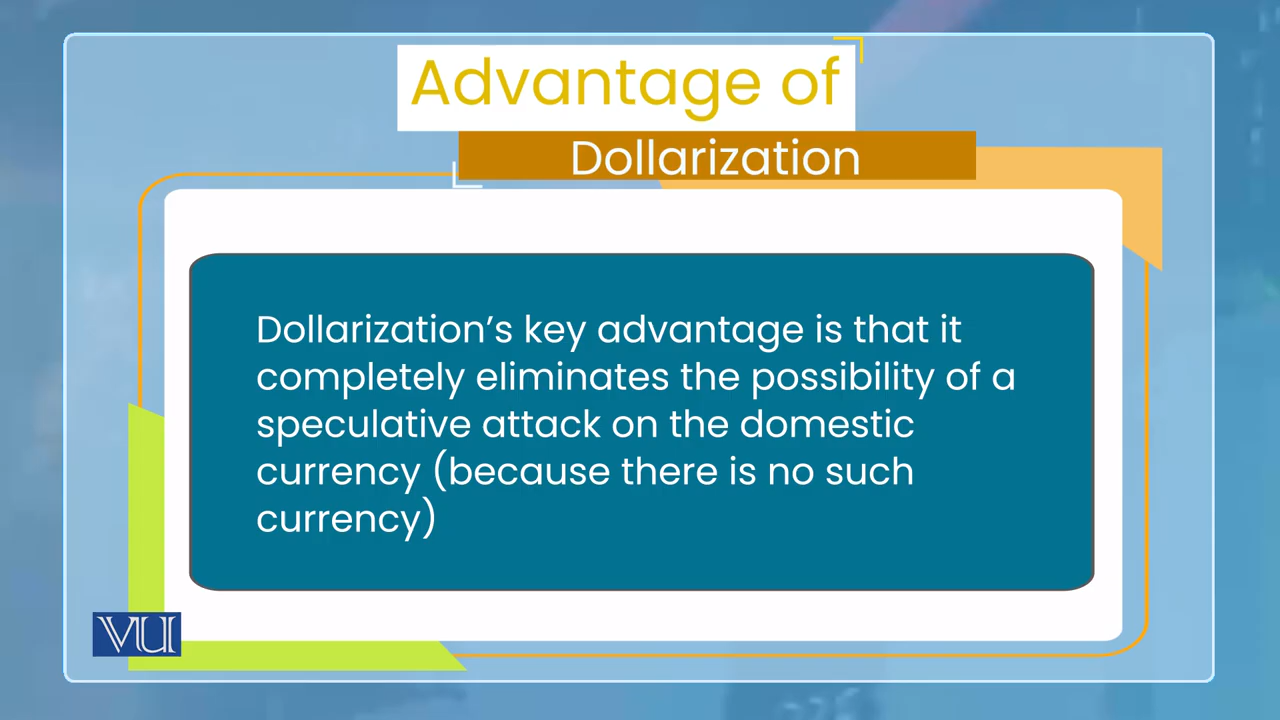 Advantage of
Dollarization
Dollarization’s key advantage is that it
completely eliminates the possibility of a
speculative attack on the domestic
currency (because there is no such
currency)
VU